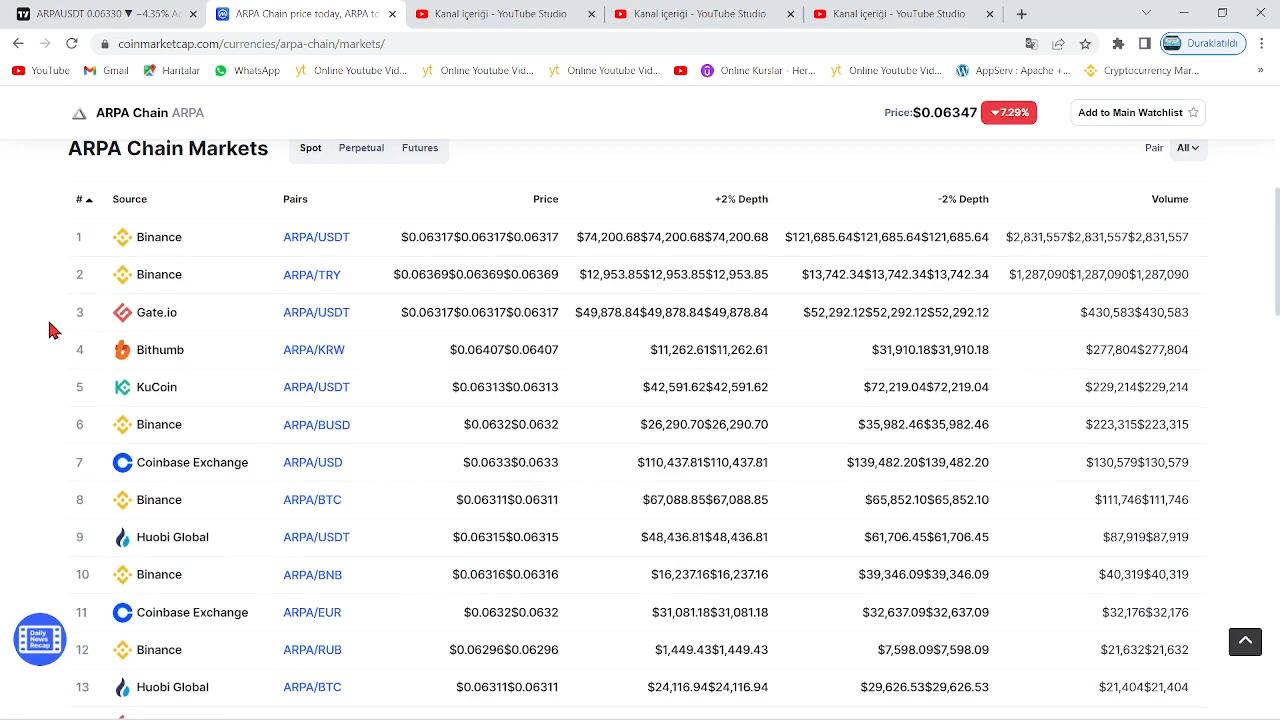 ARPAUSDT 0.06330 ▼ −4.35% Ac
ARPA Chain price today, ARPA to
Kanal içeriği - YouTube Studio
Kanal içeriği - YouTube Studio
Kanal içeriği - YouTube Studio
coinmarketcap.com/currencies/arpa-chain/markets/
Duraklatıldı
YouTube
Gmail
Haritalar
WhatsApp
Online Youtube Vid...
Online Youtube Vid...
Online Youtube Vid...
Online Kurslar - Her...
Online Youtube Vid...
AppServ : Apache +...
Cryptocurrency Mar...
»
ARPA Chain ARPA
Price:$0.06347 7.29%
Add to Main Watchlist
ARPA Chain Markets
Spot Perpetual Futures
Pair All
# Source Pairs Price +2% Depth -2% Depth Volume
1 Binance ARPA/USDT $0.06317$0.06317$0.06317 $74,200.68$74,200.68$74,200.68 $121,685.64$121,685.64$121,685.64 $2,831,557$2,831,557$2,831,557
2 Binance ARPA/TRY $0.06369$0.06369$0.06369 $12,953.85$12,953.85$12,953.85 $13,742.34$13,742.34$13,742.34 $1,287,090$1,287,090$1,287,090
3 Gate.io ARPA/USDT $0.06317$0.06317$0.06317 $49,878.84$49,878.84$49,878.84 $52,292.12$52,292.12$52,292.12 $430,583$430,583
4 Bithumb ARPA/KRW $0.06407$0.06407 $11,262.61$11,262.61 $31,910.18$31,910.18 $277,804$277,804
5 KuCoin ARPA/USDT $0.06313$0.06313 $42,591.62$42,591.62 $72,219.04$72,219.04 $229,214$229,214
6 Binance ARPA/BUSD $0.0632$0.0632 $26,290.70$26,290.70 $35,982.46$35,982.46 $223,315$223,315
7 Coinbase Exchange ARPA/USD $0.0633$0.0633 $110,437.81$110,437.81 $139,482.20$139,482.20 $130,579$130,579
8 Binance ARPA/BTC $0.06311$0.06311 $67,088.85$67,088.85 $65,852.10$65,852.10 $111,746$111,746
9 Huobi Global ARPA/USDT $0.06315$0.06315 $48,436.81$48,436.81 $61,706.45$61,706.45 $87,919$87,919
10 Binance ARPA/BNB $0.06316$0.06316 $16,237.16$16,237.16 $39,346.09$39,346.09 $40,319$40,319
11 Coinbase Exchange ARPA/EUR $0.0632$0.0632 $31,081.18$31,081.18 $32,637.09$32,637.09 $32,176$32,176
12 Binance ARPA/RUB $0.06296$0.06296 $1,449.43$1,449.43 $7,598.09$7,598.09 $21,632$21,632
13 Huobi Global ARPA/BTC $0.06311$0.06311 $24,116.94$24,116.94 $29,626.53$29,626.53 $21,404$21,404
Daily
News
Recap